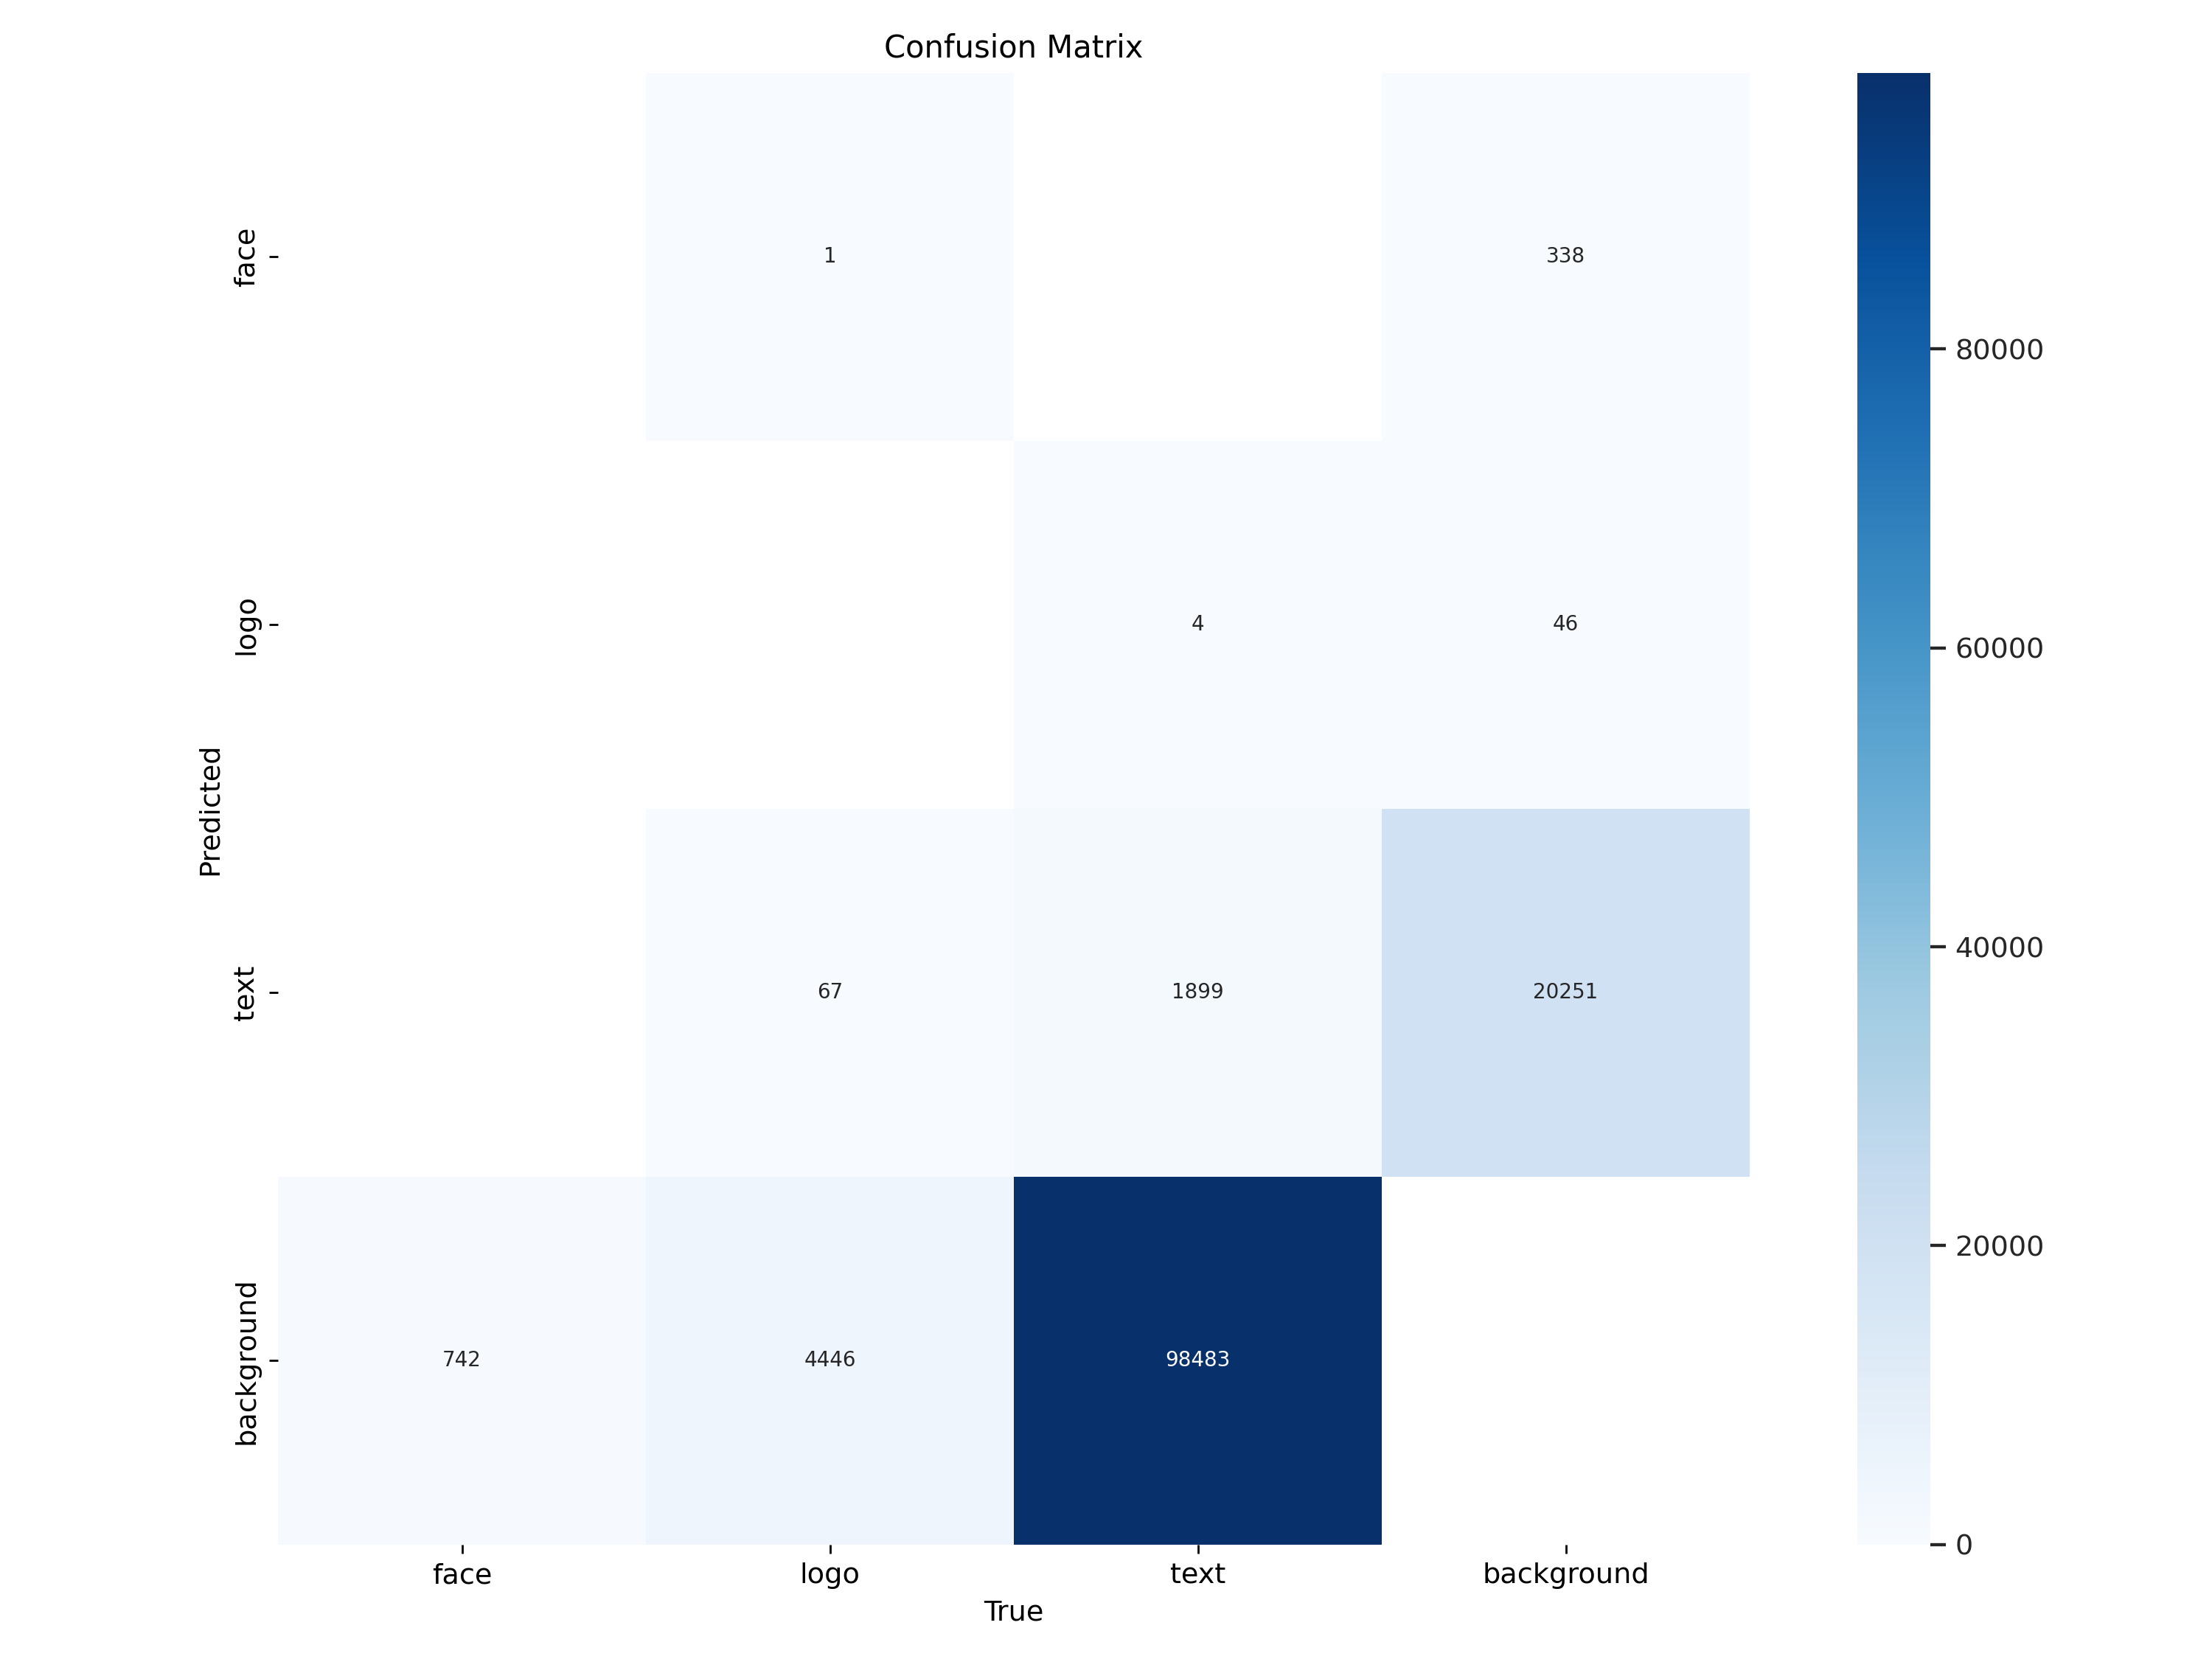 Confusion Matrix
face
1
338
80000
logo
4
46
60000
Predicted
text
67
1899
20251
40000
background
742
4446
98483
20000
0
face
logo
text
background
True